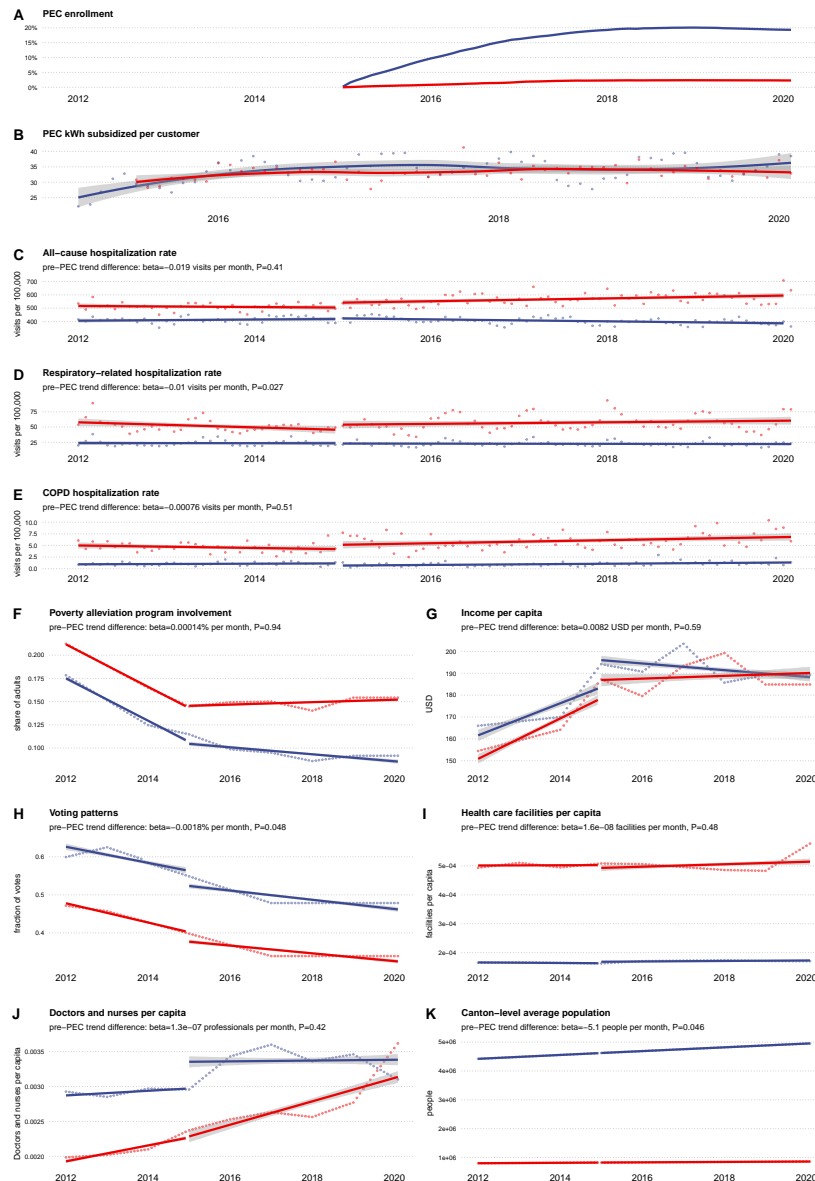 A PEC enrollment
20%
15%
10%
5%
0%
2012 2014 2016 2018 2020
B PEC kWh subsidized per customer
40
35
30
25
2016 2018 2020
C All−cause hospitalization rate
pre−PEC trend difference: beta=−0.019 visits per month, P=0.41
visits per 100,000
700
600
500
400
2012 2014 2016 2018 2020
D Respiratory−related hospitalization rate
pre−PEC trend difference: beta=−0.01 visits per month, P=0.027
visits per 100,000
75
50
25
2012 2014 2016 2018 2020
E COPD hospitalization rate
pre−PEC trend difference: beta=−0.00076 visits per month, P=0.51
visits per 100,000
10.0
7.5
5.0
2.5
0.0
2012 2014 2016 2018 2020
F Poverty alleviation program involvement
pre−PEC trend difference: beta=0.00014% per month, P=0.94
share of adults
0.200
0.175
0.150
0.125
0.100
2012 2014 2016 2018 2020
G Income per capita
pre−PEC trend difference: beta=0.0082 USD per month, P=0.59
USD
200
190
180
170
160
150
2012 2014 2016 2018 2020
H Voting patterns
pre−PEC trend difference: beta=−0.0018% per month, P=0.048
fraction of votes
0.6
0.5
0.4
2012 2014 2016 2018 2020
I Health care facilities per capita
pre−PEC trend difference: beta=1.6e−08 facilities per month, P=0.48
facilities per capita
5e−04
4e−04
3e−04
2e−04
2012 2014 2016 2018 2020
J Doctors and nurses per capita
pre−PEC trend difference: beta=1.3e−07 professionals per month, P=0.42
Doctors and nurses per capita
0.0035
0.0030
0.0025
0.0020
2012 2014 2016 2018 2020
K Canton−level average population
pre−PEC trend difference: beta=−5.1 people per month, P=0.046
people
5e+06
4e+06
3e+06
2e+06
1e+06
2012 2014 2016 2018 2020